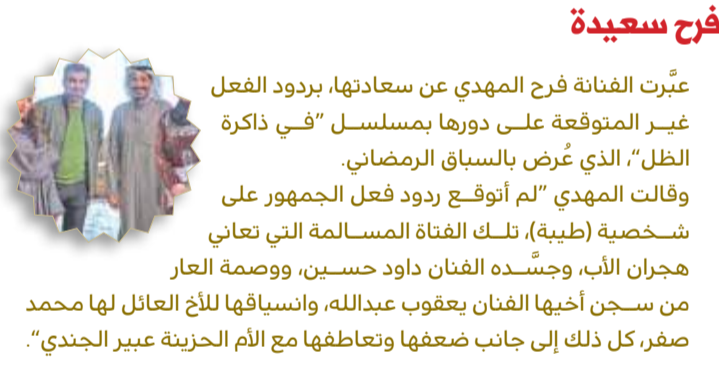 فرح سعيدة
عبَّرت الفنانة فرح المهدي عن سعادتها، بردود الفعل
غير المتوقعة على دورها بمسلسل ”في ذاكرة
الظل“، الذي عُرض بالسباق الرمضاني.
وقالت المهدي ”لم أتوقع ردود فعل الجمهور على
شخصية (طيبة)، تلك الفتاة المسالمة التي تعاني
هجران الأب، وجسَّده الفنان داود حسين، ووصمة العار
من سجن أخيها الفنان يعقوب عبدالله، وانسياقها للأخ العائل لها محمد
صفر، كل ذلك إلى جانب ضعفها وتعاطفها مع الأم الحزينة عبير الجندي“.